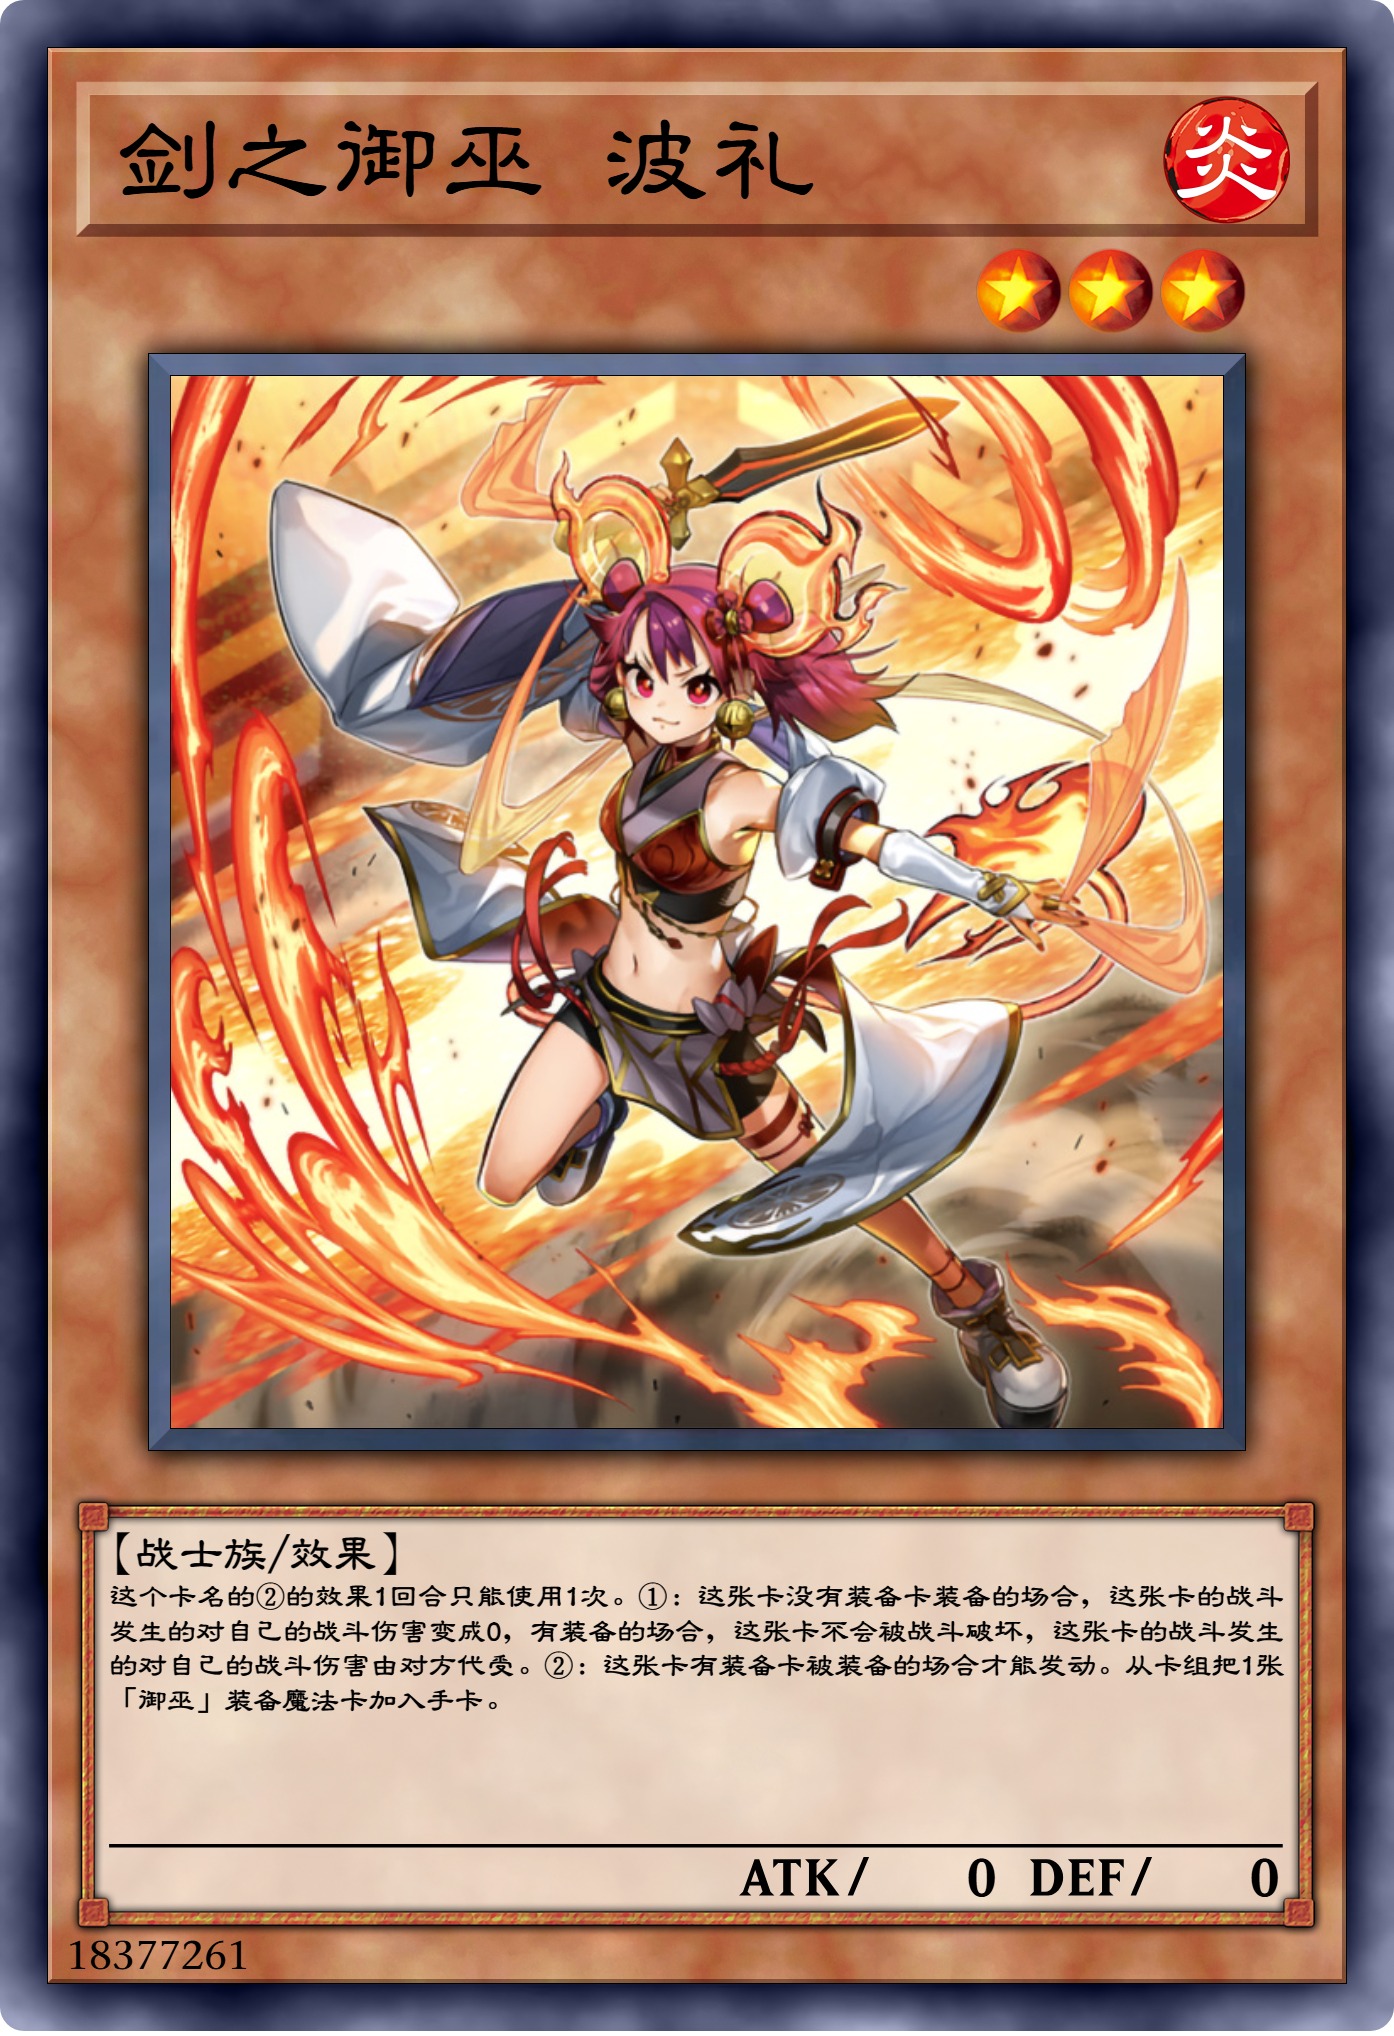 剑之御巫 波礼
炎
【战士族/效果】
这个卡名的②的效果1回合只能使用1次。①：这张卡没有装备卡装备的场合，这张卡的战斗
发生的对自己的战斗伤害变成0，有装备的场合，这张卡不会被战斗破坏，这张卡的战斗发生
的对自己的战斗伤害由对方代受。②：这张卡有装备卡被装备的场合才能发动。从卡组把1张
「御巫」装备魔法卡加入手卡。
ATK/ 0 DEF/ 0
18377261